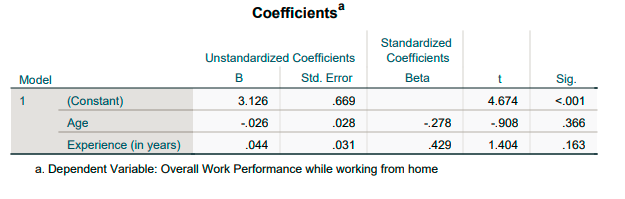 Coefficients^a
Unstandardized Coefficients Standardized Coefficients
Model B Std. Error Beta t Sig.
1 (Constant) 3.126 .669 4.674 <.001
Age -.026 .028 -.278 -.908 .366
Experience (in years) .044 .031 .429 1.404 .163
a. Dependent Variable: Overall Work Performance while working from home